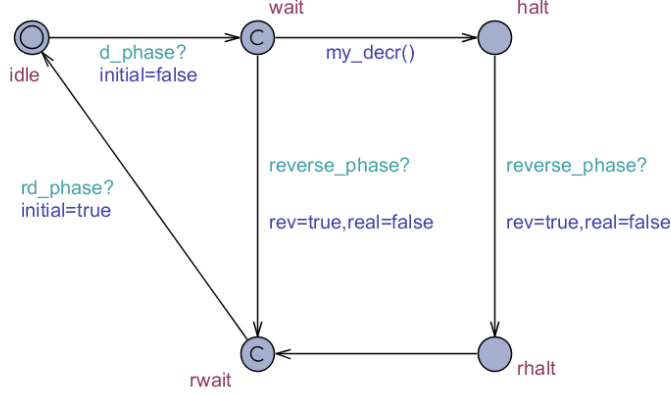 wait
halt
C
d_phase?
initial=false
my_decr()
idle
reverse_phase?
reverse_phase?
rd_phase?
initial=true
rev=true,real=false
rev=true,real=false
C
rwait
rhalt